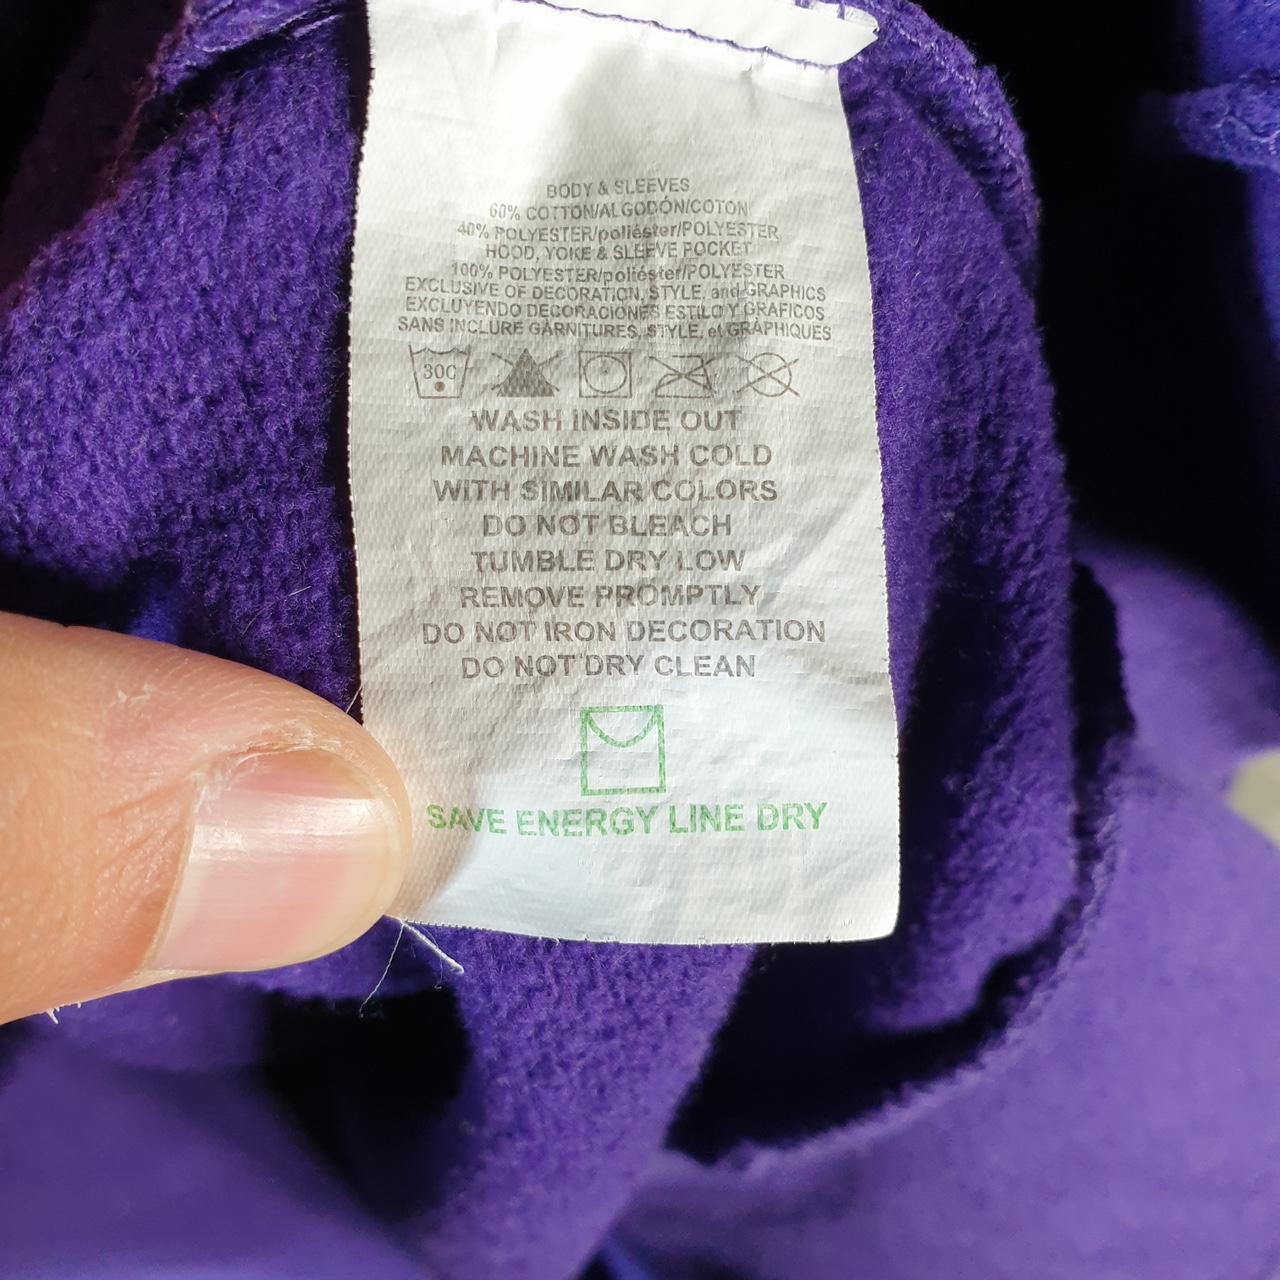 BODY & SLEEVES
60% COTTON/ALGODÓN/COTON
40% POLYESTER/poliéster/POLYESTER
HOOD, YOKE & SLEEVE POCKET
100% POLYESTER/poliéster/POLYESTER
EXCLUSIVE OF DECORATION, STYLE, and GRAPHICS
EXCLUYENDO DECORACIONES ESTILO Y GRAFICOS
SANS INCLURE GARNITURES, STYLE, et GRAPHIQUES
30C
WASH INSIDE OUT
MACHINE WASH COLD
WITH SIMILAR COLORS
DO NOT BLEACH
TUMBLE DRY LOW
REMOVE PROMPTLY
DO NOT IRON DECORATION
DO NOT DRY CLEAN
SAVE ENERGY LINE DRY